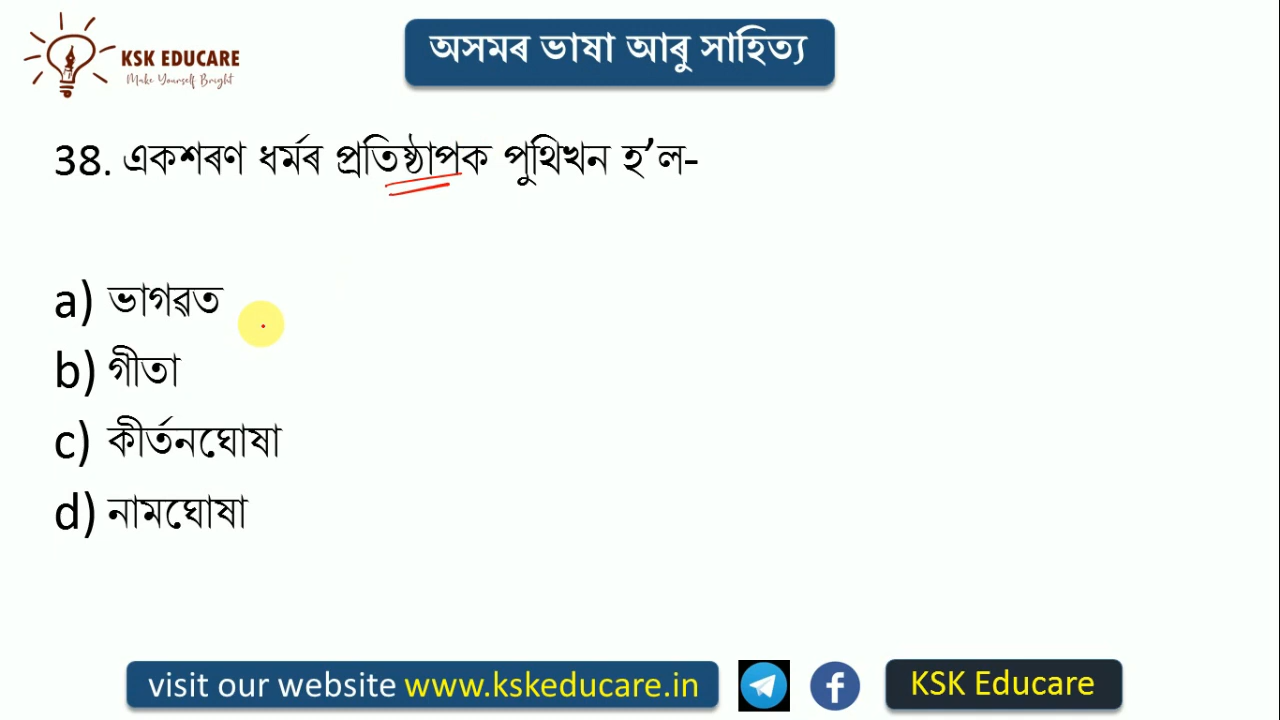 KSK EDUCARE
Make Yourself Bright
অসমৰ ভাষা আৰু সাহিত্য
38. একশৰণ ধৰ্মৰ প্ৰতিষ্ঠাপক পুথিখন হ’ল-
a) ভাগৱত
b) গীতা
c) কীৰ্তনঘোষা
d) নামঘোষা
visit our website www.kskeducare.in
KSK Educare